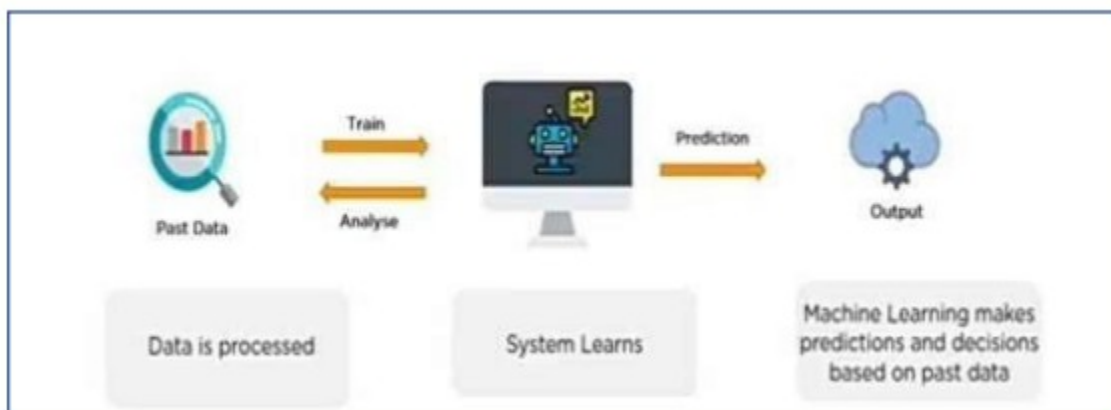 Train
Prediction
Past Data
Analyse
Output
Data is processed
System Learns
Machine Learning makes
predictions and decisions
based on past data